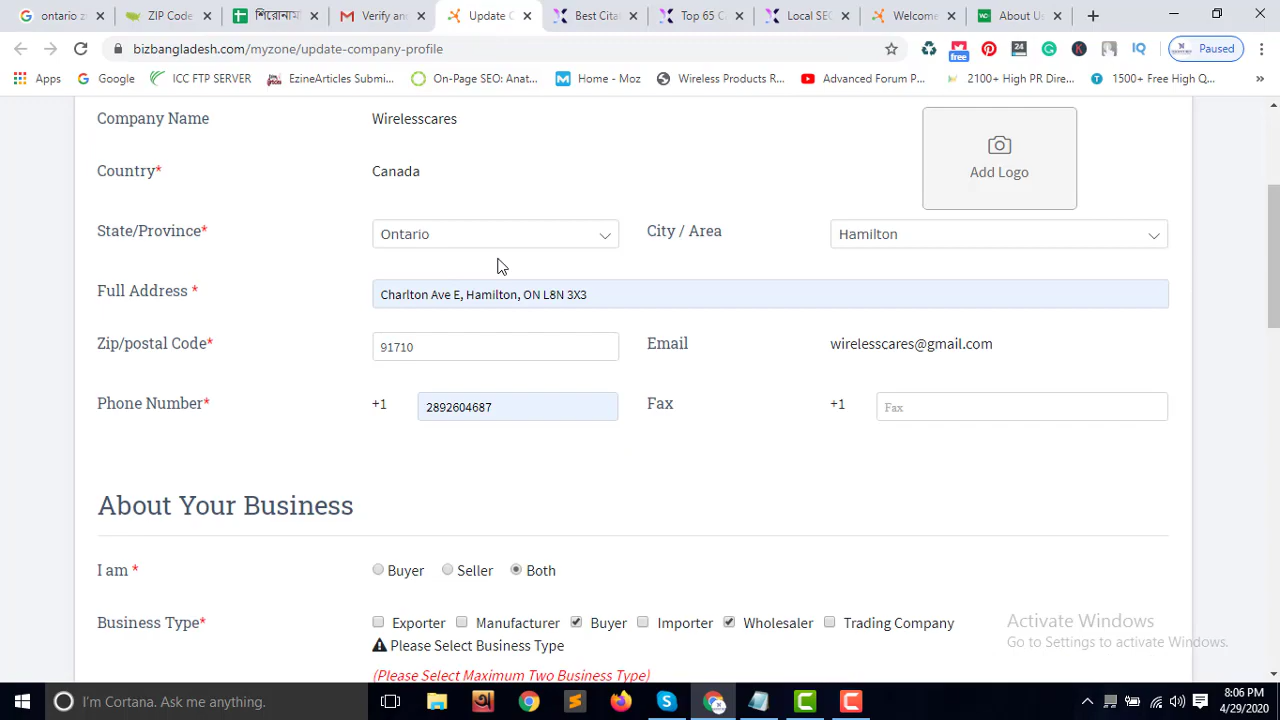 ontario z
ZIP Code
শিরোনাম
Verify an
Update C
Best Cita
Top 65
Local SEO
Welcome
About Us
bizbangladesh.com/myzone/update-company-profile
free
24
IQ
Paused
Apps
Google
ICC FTP SERVER
EzineArticles Submi...
On-Page SEO: Anat...
Home - Moz
Wireless Products R...
Advanced Forum P...
2100+ High PR Dire...
1500+ Free High Q...
Company Name
Wirelesscares
Add Logo
Country*
Canada
State/Province*
Ontario
City / Area
Hamilton
Full Address *
Charlton Ave E, Hamilton, ON L8N 3X3
Zip/postal Code*
91710
Email
wirelesscares@gmail.com
Phone Number*
+1
2892604687
Fax
+1
Fax
About Your Business
I am *
Buyer
Seller
Both
Business Type*
Exporter
Manufacturer
Buyer
Importer
Wholesaler
Trading Company
Please Select Business Type
(Please Select Maximum Two Business Type)
Activate Windows
Go to Settings to activate Windows.
I'm Cortana. Ask me anything.
8:06 PM
4/29/2020